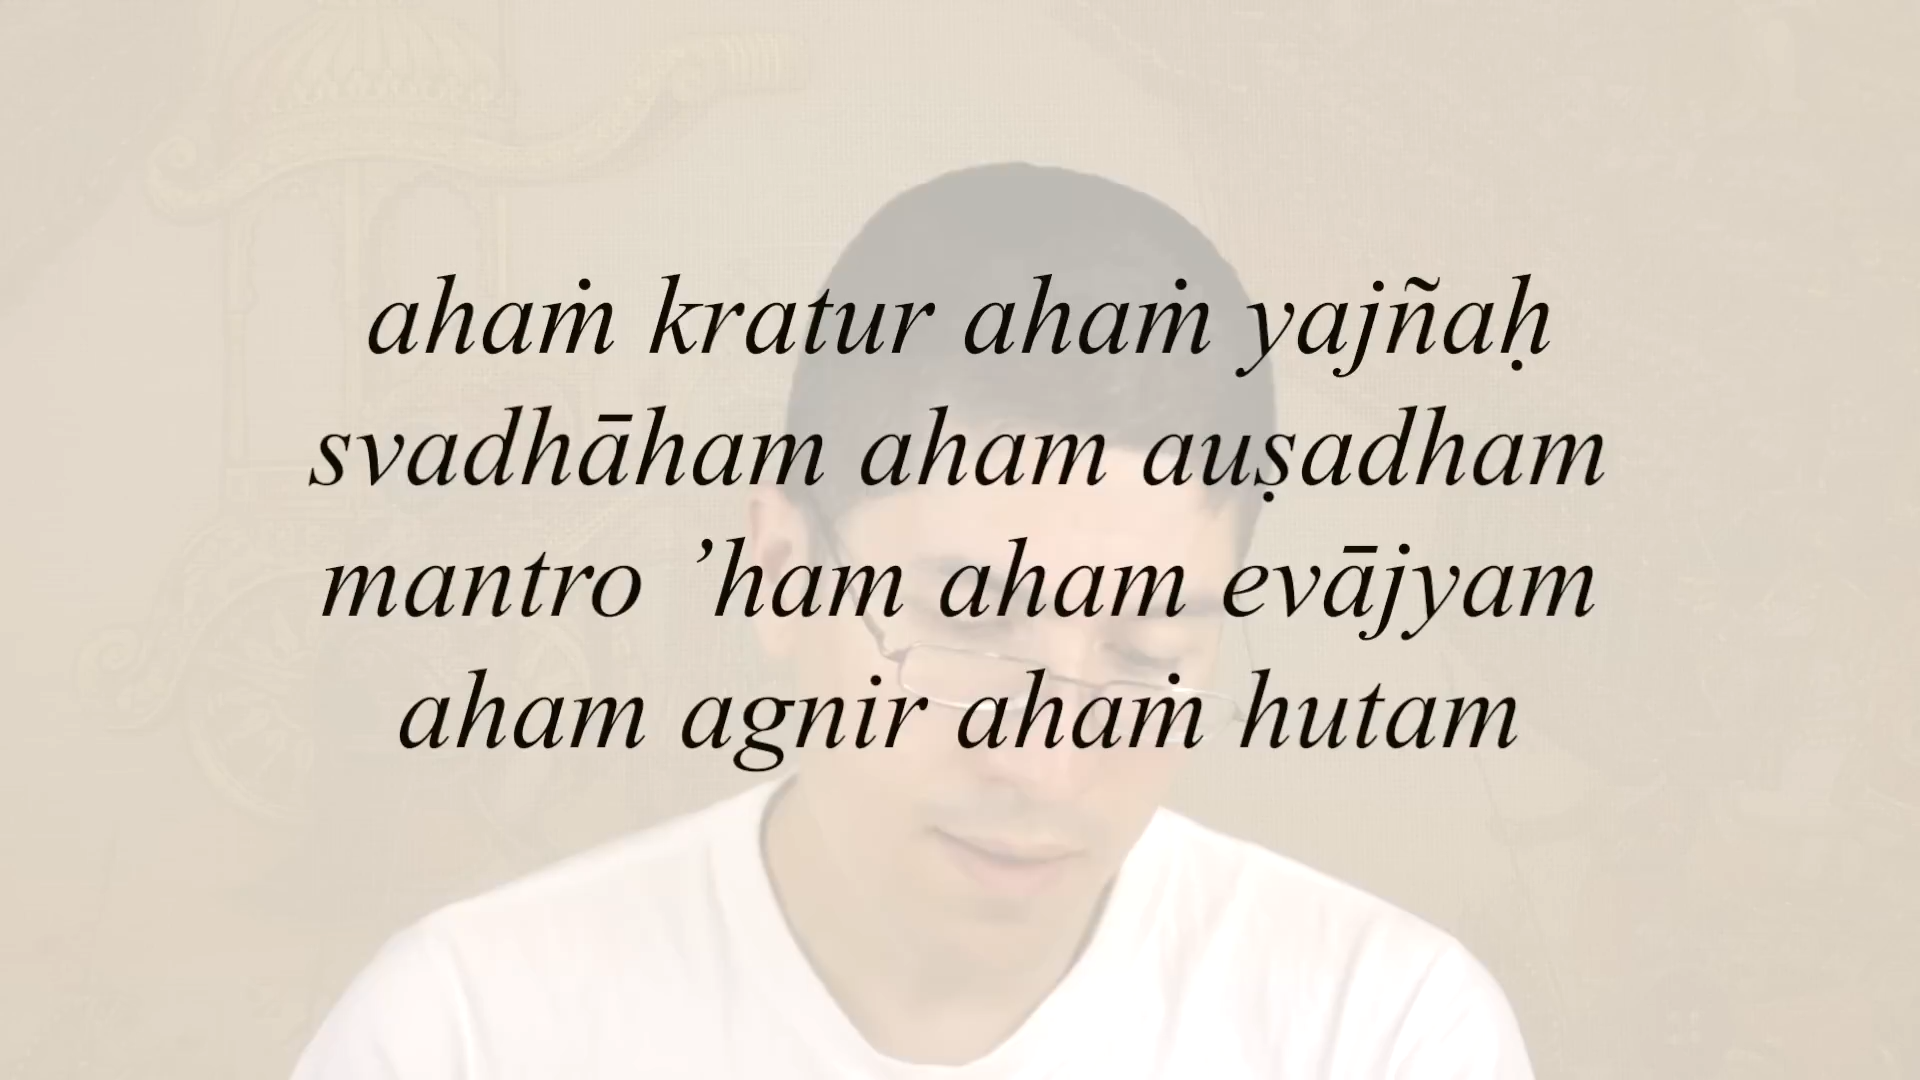 ahaṁ kratur ahaṁ yajñaḥ
svadhāham aham auṣadham
mantro ’ham aham evājyam
aham agnir ahaṁ hutam